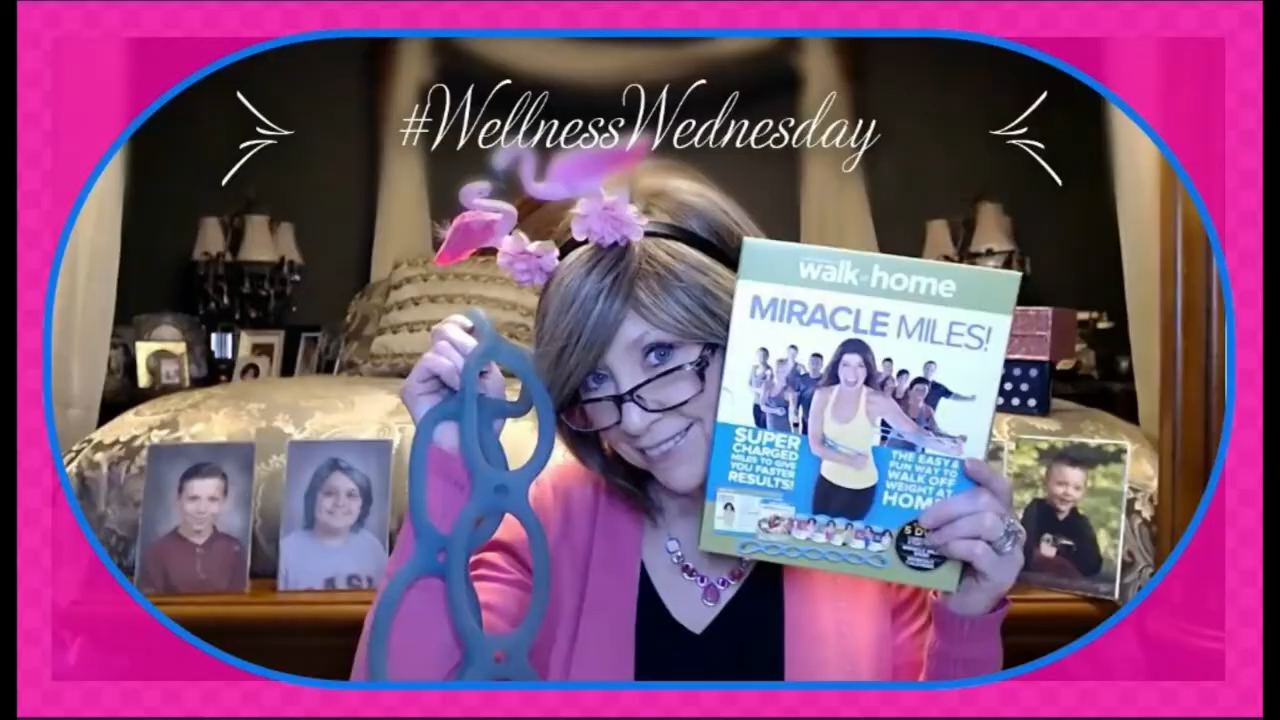 #WellnessWednesday
walk at home
MIRACLE MILES!
SUPER
CHARGED
MILES TO GIVE
YOU FASTER
RESULTS!
THE EASY &
FUN WAY TO
WALK OFF
WEIGHT AT
HOME